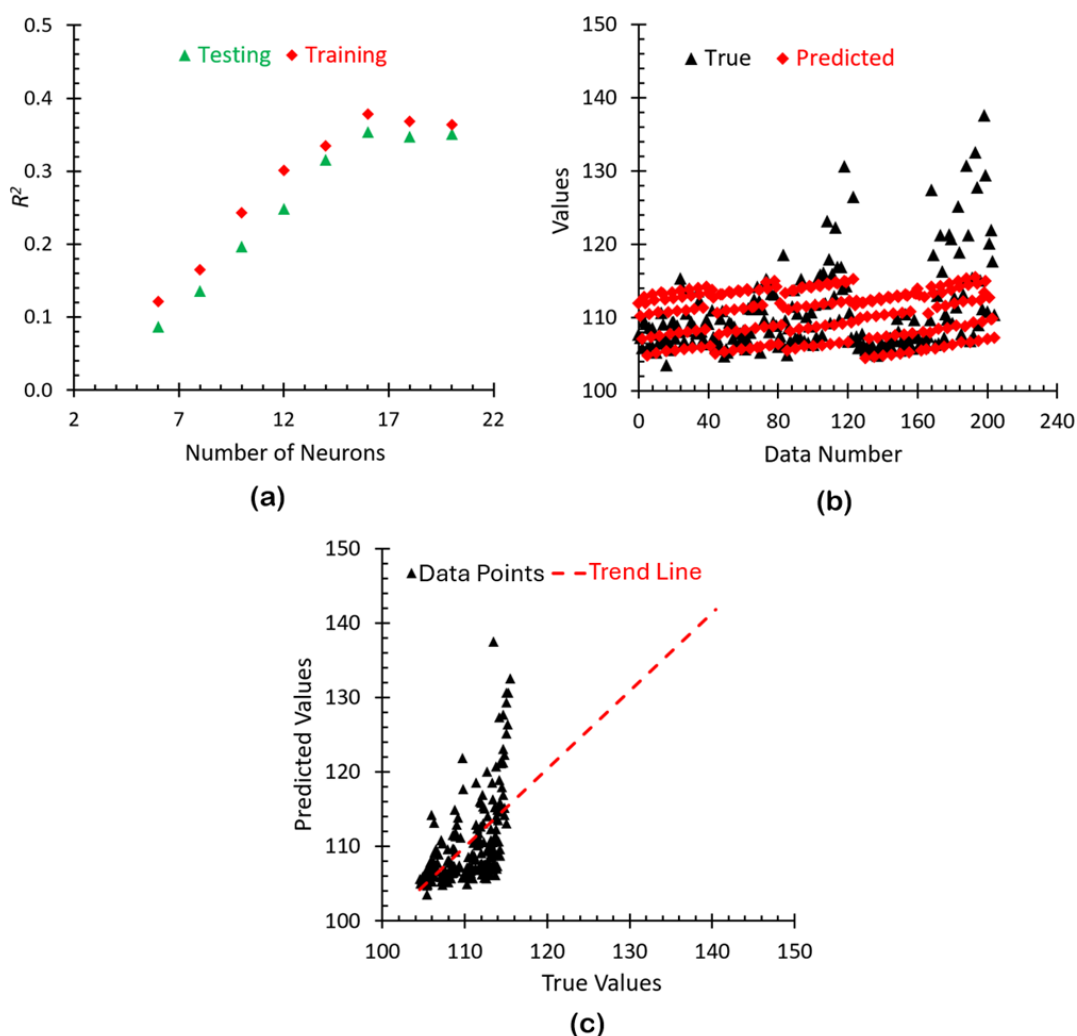 Testing Training
0.5
0.4
0.3
0.2
0.1
0.0
R²
2 7 12 17 22
Number of Neurons
(a)
True Predicted
150
140
130
120
110
100
Values
0 40 80 120 160 200 240
Data Number
(b)
Data Points Trend Line
150
140
130
120
110
100
Predicted Values
100 110 120 130 140 150
True Values
(c)